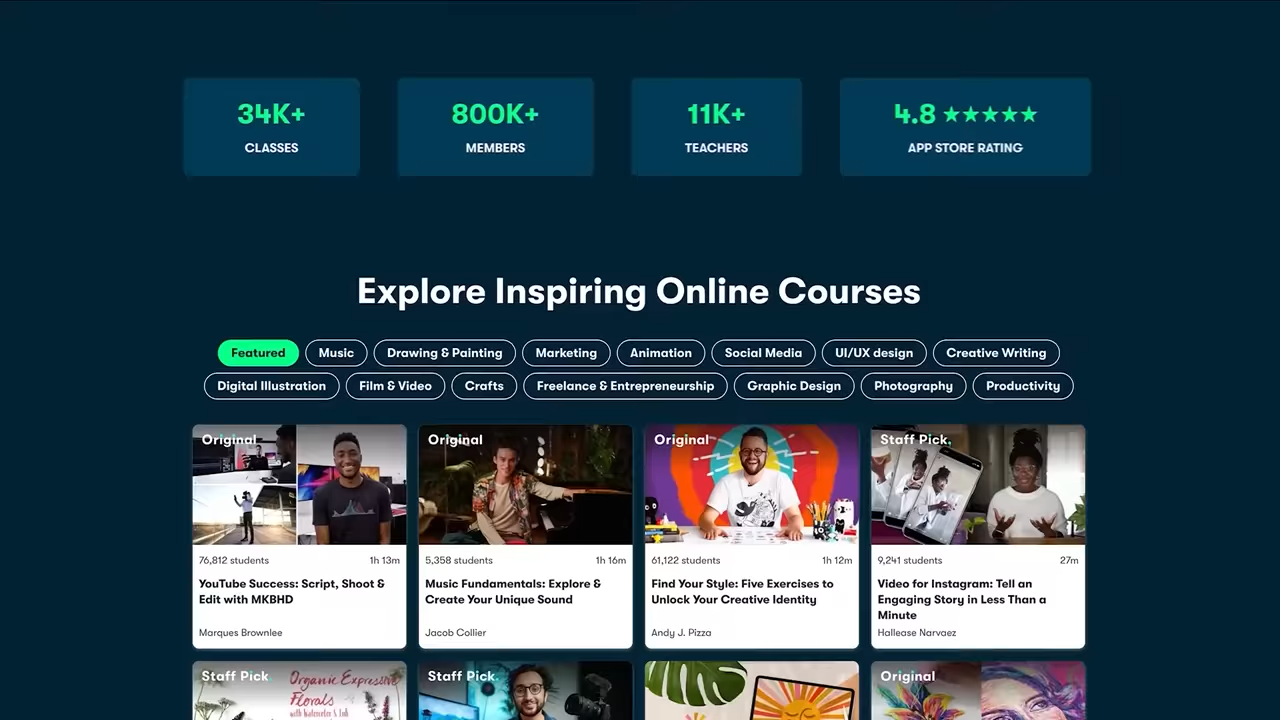 34K+
CLASSES
800K+
MEMBERS
11K+
TEACHERS
4.8 ★★★★★
APP STORE RATING
Explore Inspiring Online Courses
Featured
Music
Drawing & Painting
Marketing
Animation
Social Media
UI/UX design
Creative Writing
Digital Illustration
Film & Video
Crafts
Freelance & Entrepreneurship
Graphic Design
Photography
Productivity
Original
76,812 students
1h 13m
YouTube Success: Script, Shoot &
Edit with MKBHD
Marques Brownlee
Original
5,358 students
1h 16m
Music Fundamentals: Explore &
Create Your Unique Sound
Jacob Collier
Original
61,122 students
1h 12m
Find Your Style: Five Exercises to
Unlock Your Creative Identity
Andy J. Pizza
Staff Pick.
9,241 students
27m
Video for Instagram: Tell an
Engaging Story in Less Than a
Minute
Hallease Narvaez
Staff Pick
Organic Expressive
Florals
Staff Pick
Original